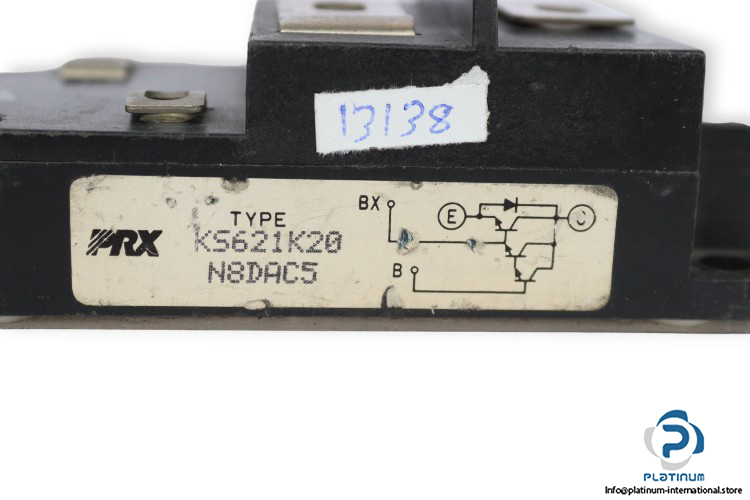 13138
PRX
TYPE
KS621K20
N8DAC5
BX
E
B
PLATINUM
Info@platinum-international.store